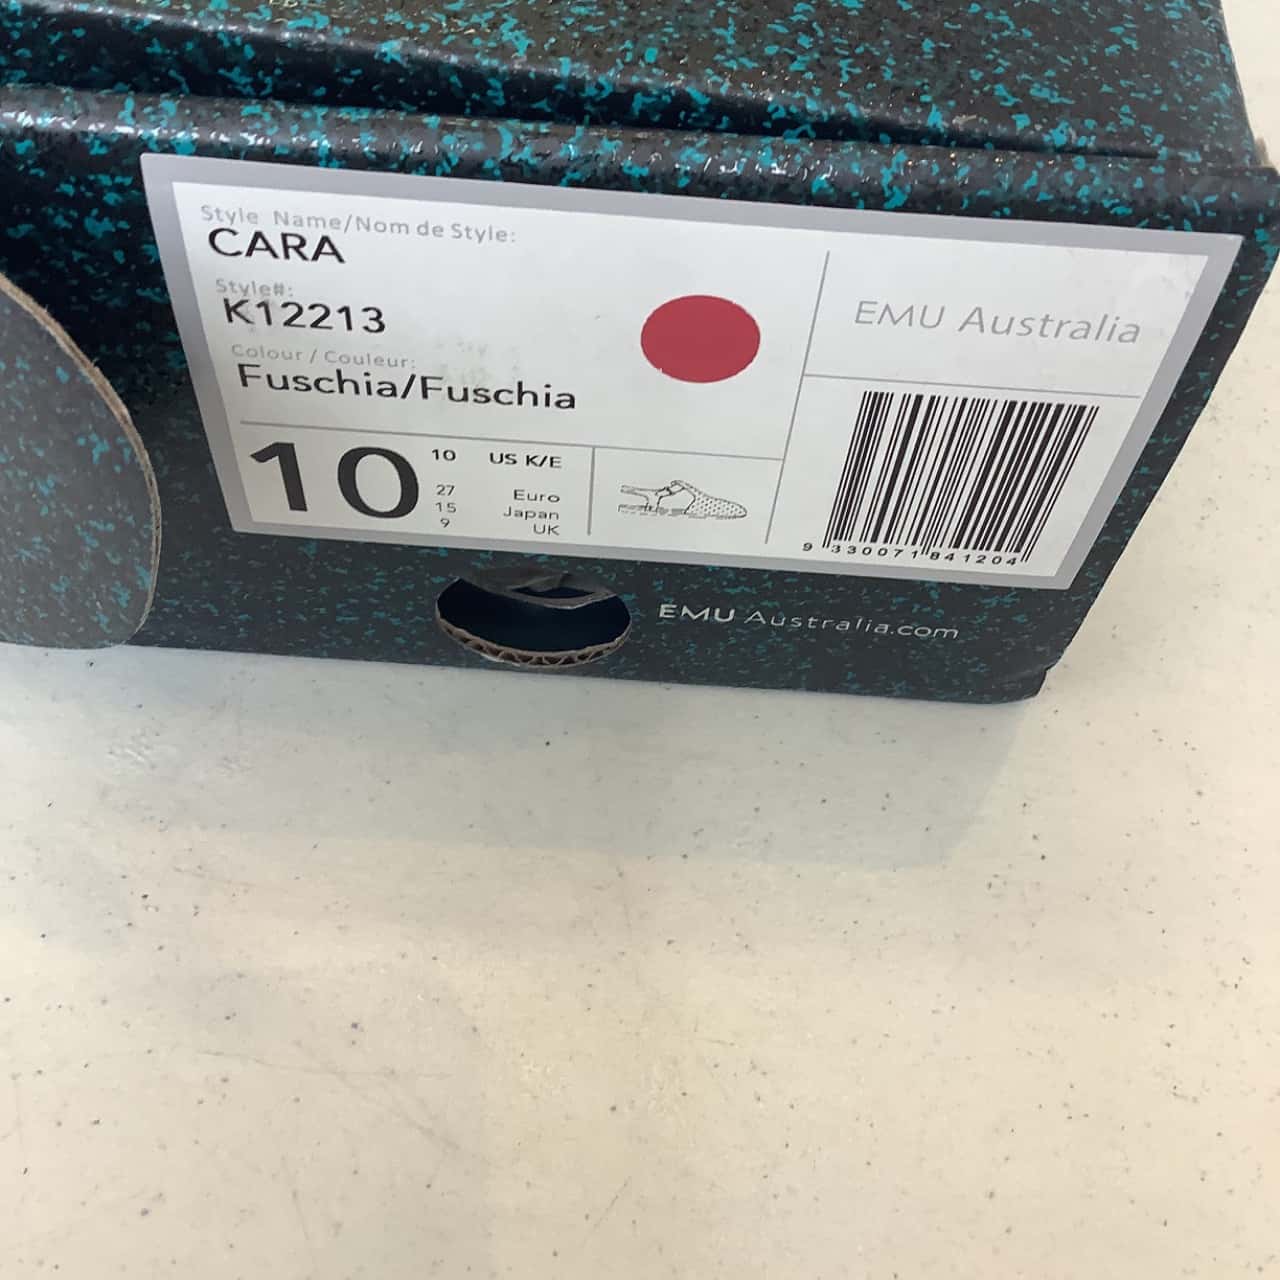 Style Name/Nom de Style:
CARA
Style#:
K12213
Colour / Couleur:
Fuschia/Fuschia
10
10 US K/E
27 Euro
15 Japan
9 UK
EMU Australia
9 330071 841204
EMU Australia.com